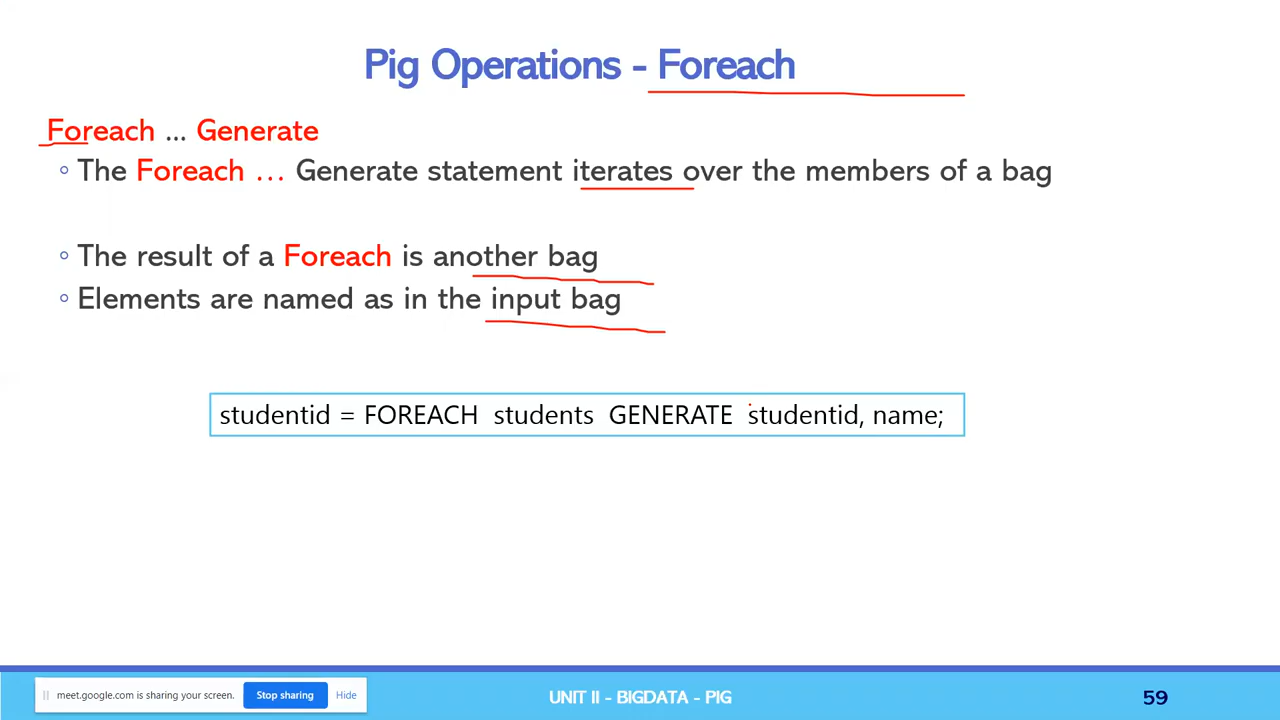 Pig Operations - Foreach
Foreach ... Generate
The Foreach ... Generate statement iterates over the members of a bag
The result of a Foreach is another bag
Elements are named as in the input bag
studentid = FOREACH students GENERATE studentid, name;
meet.google.com is sharing your screen. Stop sharing Hide
UNIT II - BIGDATA - PIG
59